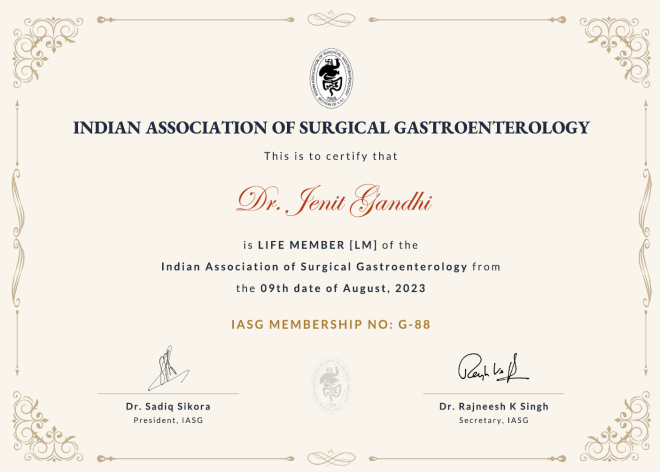 INDIAN ASSOCIATION OF SURGICAL GASTROENTEROLOGY
This is to certify that
Dr. Jenit Gandhi
is LIFE MEMBER [LM] of the
Indian Association of Surgical Gastroenterology from
the 09th date of August, 2023
IASG MEMBERSHIP NO: G-88
Dr. Sadiq Sikora
President, IASG
Dr. Rajneesh K Singh
Secretary, IASG